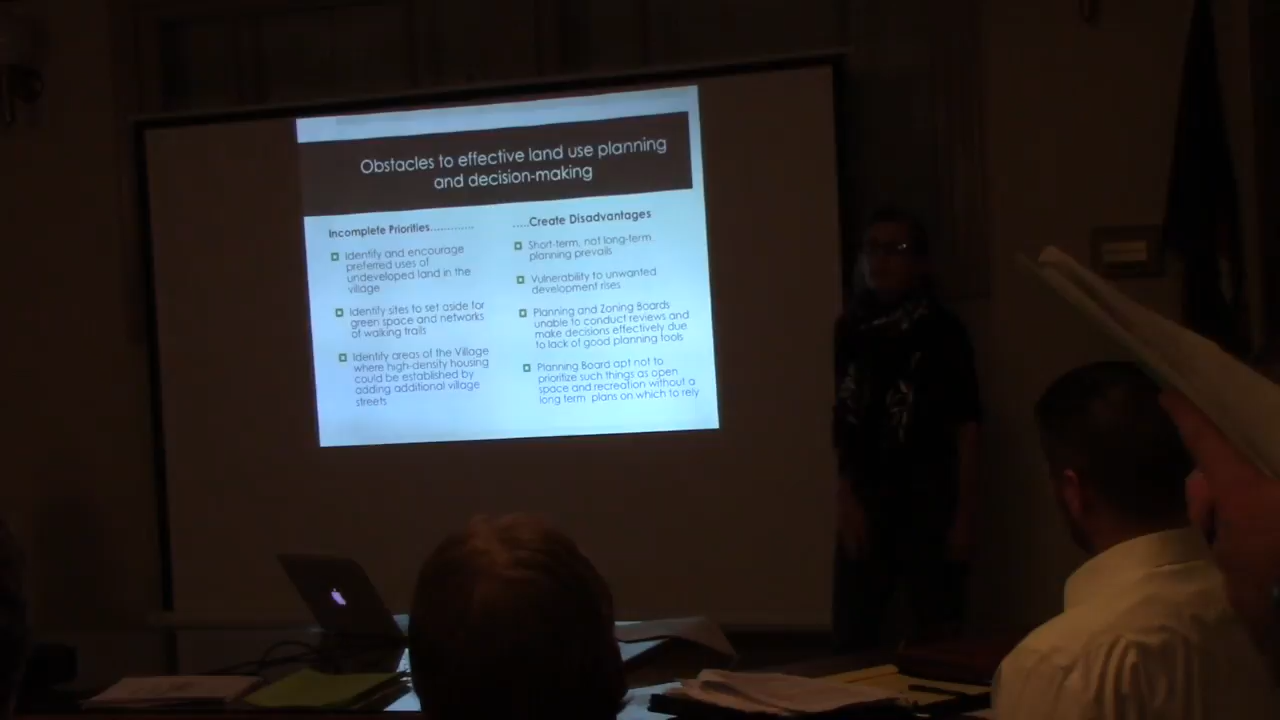 Obstacles to effective land use planning
and decision-making
Incomplete Priorities............
Identify and encourage
preferred uses of
undeveloped land in the
village
Identify sites to set aside for
green space and networks
of walking trails
Identify areas of the Village
where high-density housing
could be established by
adding additional village
streets
.....Create Disadvantages
Short-term, not long-term
planning prevails
Vulnerability to unwanted
development rises
Planning and Zoning Boards
unable to conduct reviews and
make decisions effectively due
to lack of good planning tools
Planning Board apt not to
prioritize such things as open
space and recreation without a
long term plans on which to rely